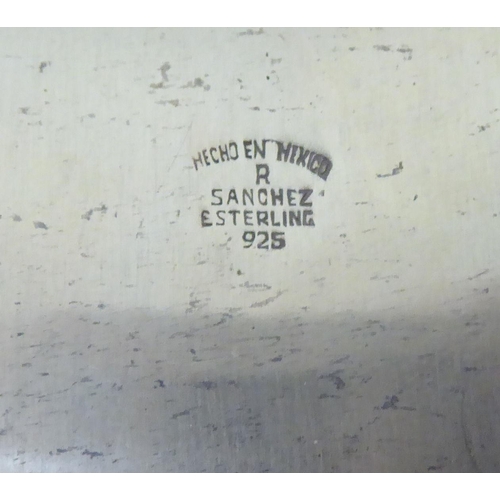 HECHO EN MEXICO
R
SANCHEZ
ESTERLING
925